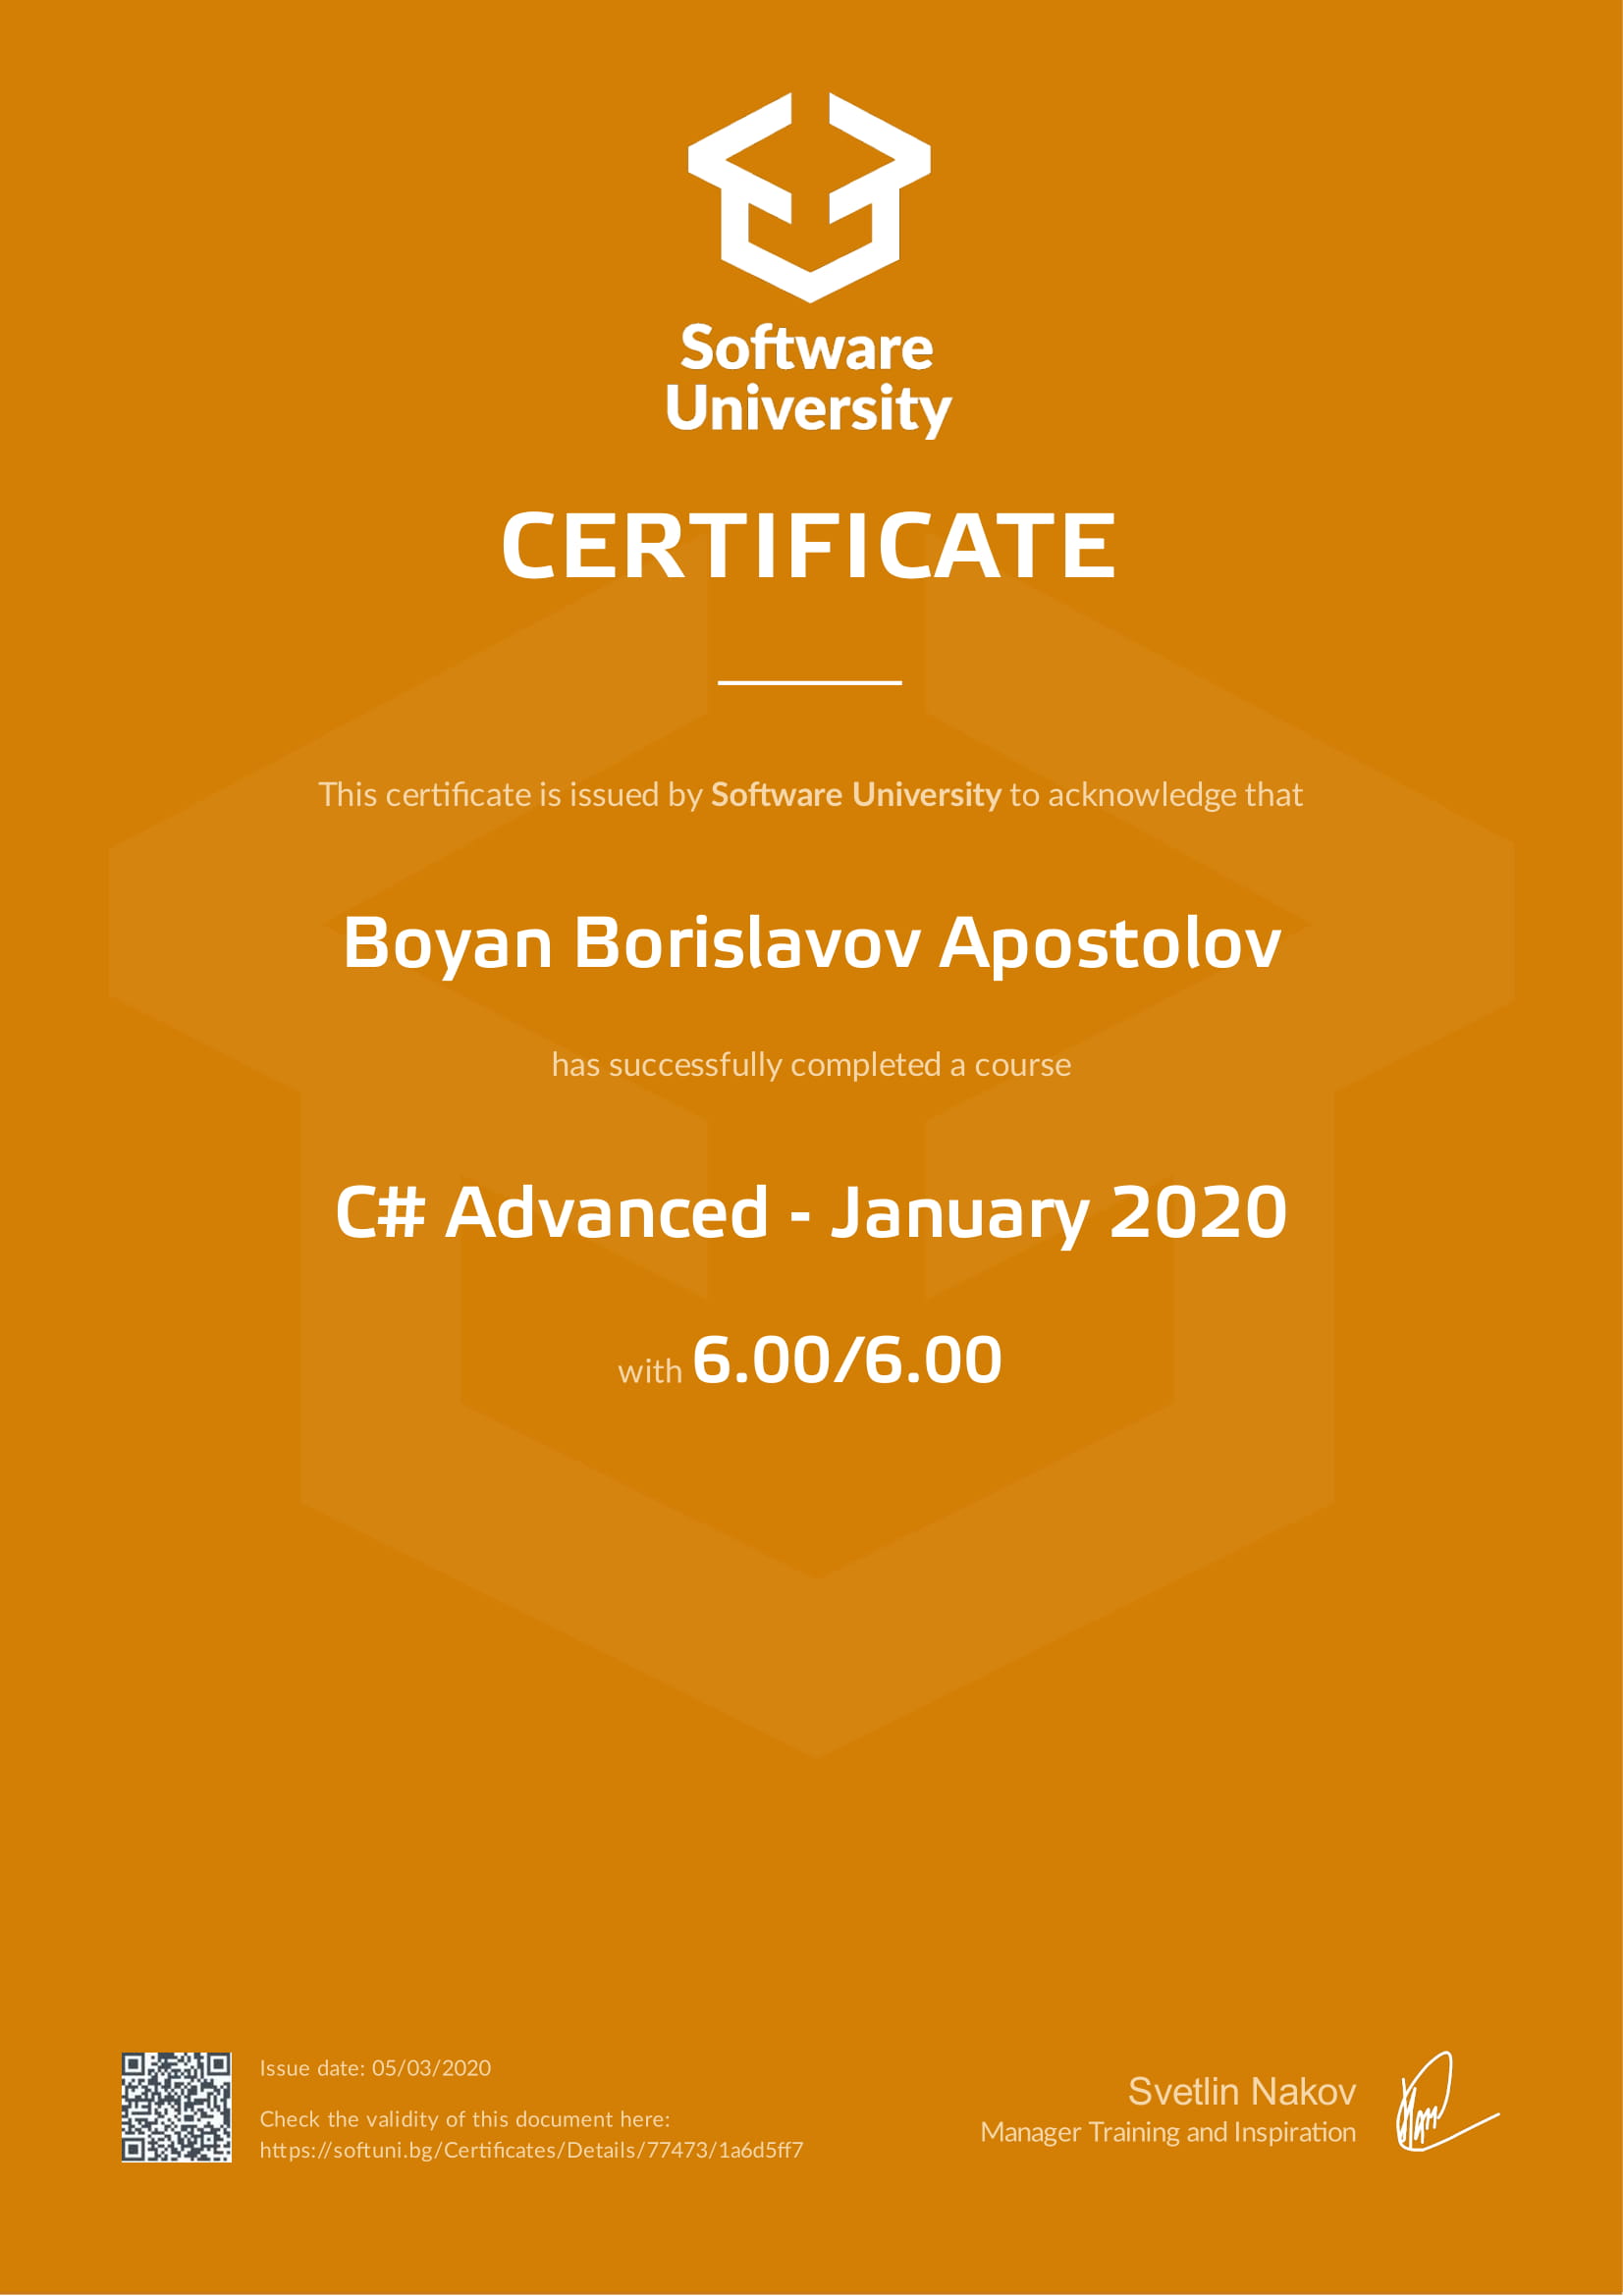 Software
University
CERTIFICATE
This certificate is issued by Software University to acknowledge that
Boyan Borislavov Apostolov
has successfully completed a course
C# Advanced - January 2020
with 6.00/6.00
Issue date: 05/03/2020
Check the validity of this document here:
https://softuni.bg/Certificates/Details/77473/1a6d5ff7
Svetlin Nakov
Manager Training and Inspiration